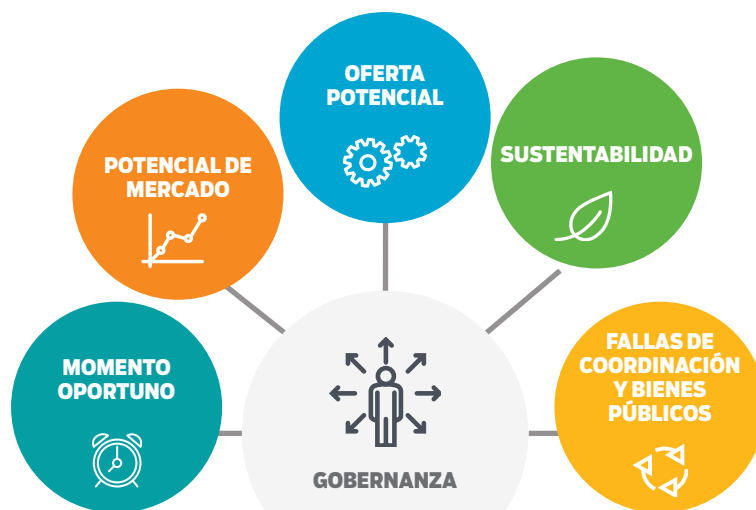 OFERTA
POTENCIAL
POTENCIAL DE
MERCADO
SUSTENTABILIDAD
MOMENTO
OPORTUNO
FALLAS DE
COORDINACIÓN
Y BIENES
PÚBLICOS
GOBERNANZA